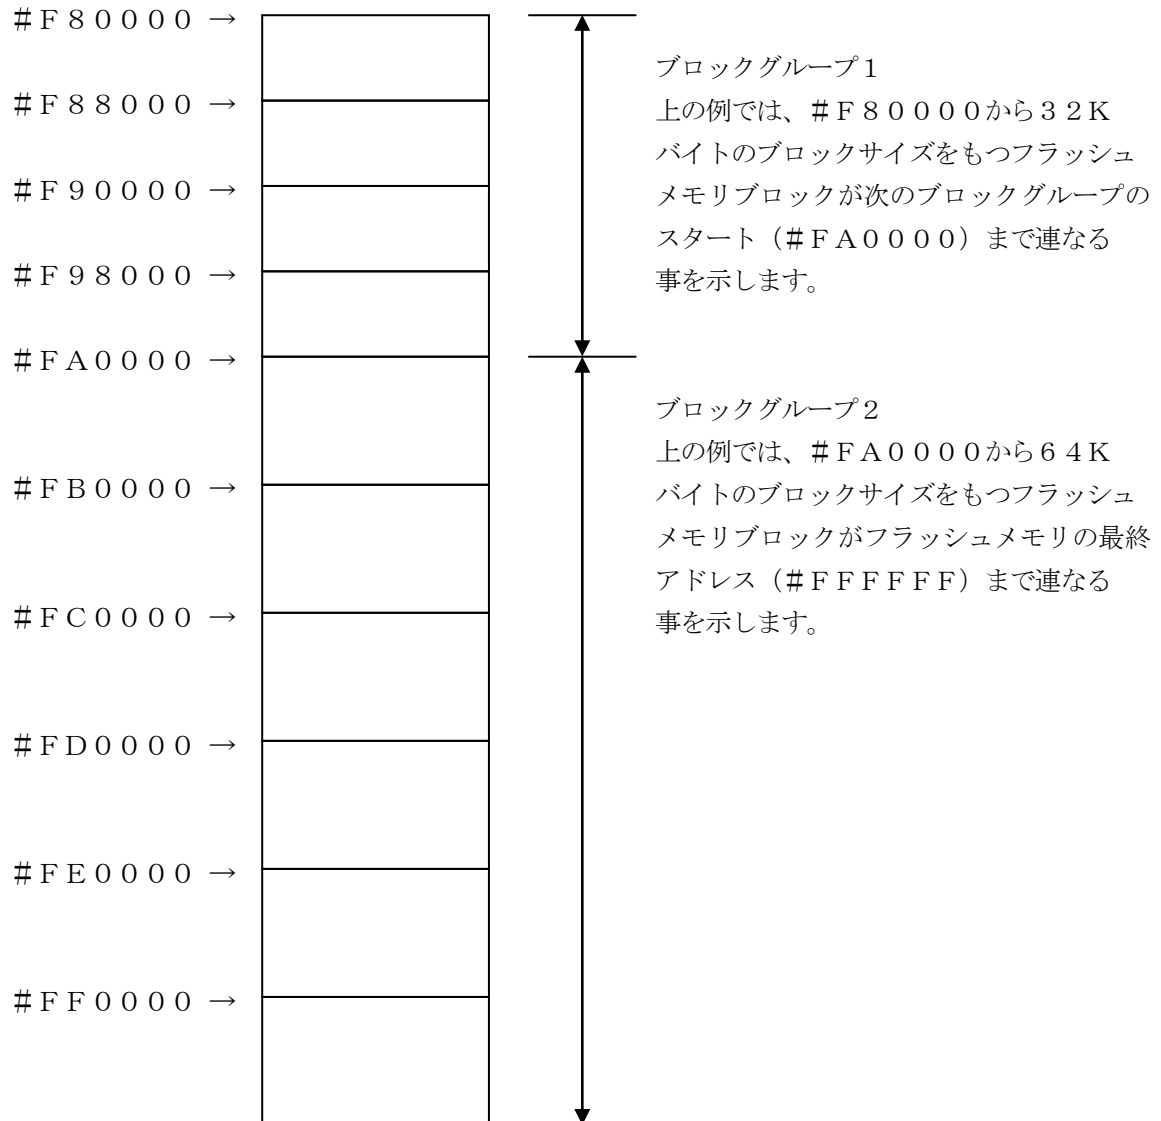 ＃Ｆ８００００ →
ブロックグループ１
＃Ｆ８８０００ →
上の例では、＃Ｆ８００００から３２Ｋ
バイトのブロックサイズをもつフラッシュ
＃Ｆ９００００ →
メモリブロックが次のブロックグループの
スタート（＃ＦＡ００００）まで連なる
＃Ｆ９８０００ →
事を示します。
＃ＦＡ００００ →
ブロックグループ２
上の例では、＃ＦＡ００００から６４Ｋ
＃ＦＢ００００ →
バイトのブロックサイズをもつフラッシュ
メモリブロックがフラッシュメモリの最終
アドレス（＃ＦＦＦＦＦＦ）まで連なる
＃ＦＣ００００ →
事を示します。
＃ＦＤ００００ →
＃ＦＥ００００ →
＃ＦＦ００００ →